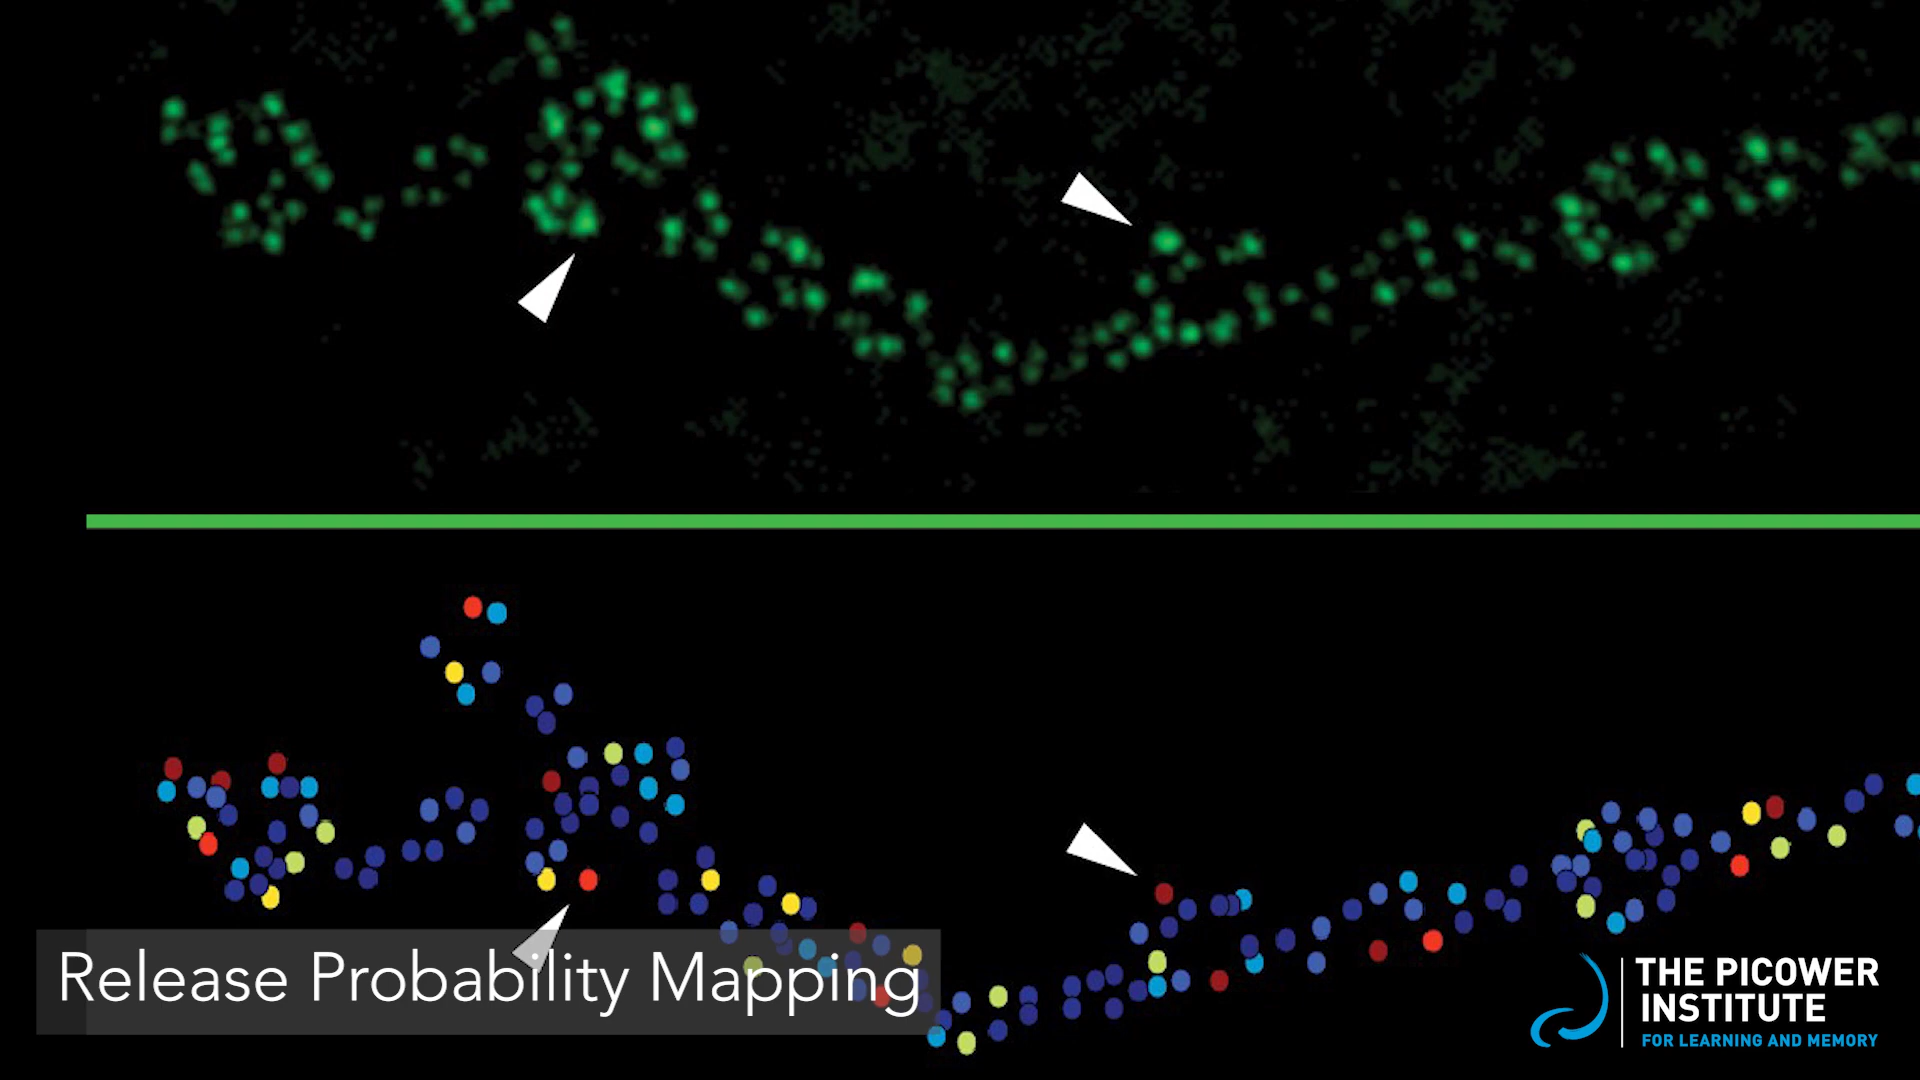 Release Probability Mapping
THE PICOWER
INSTITUTE
FOR LEARNING AND MEMORY